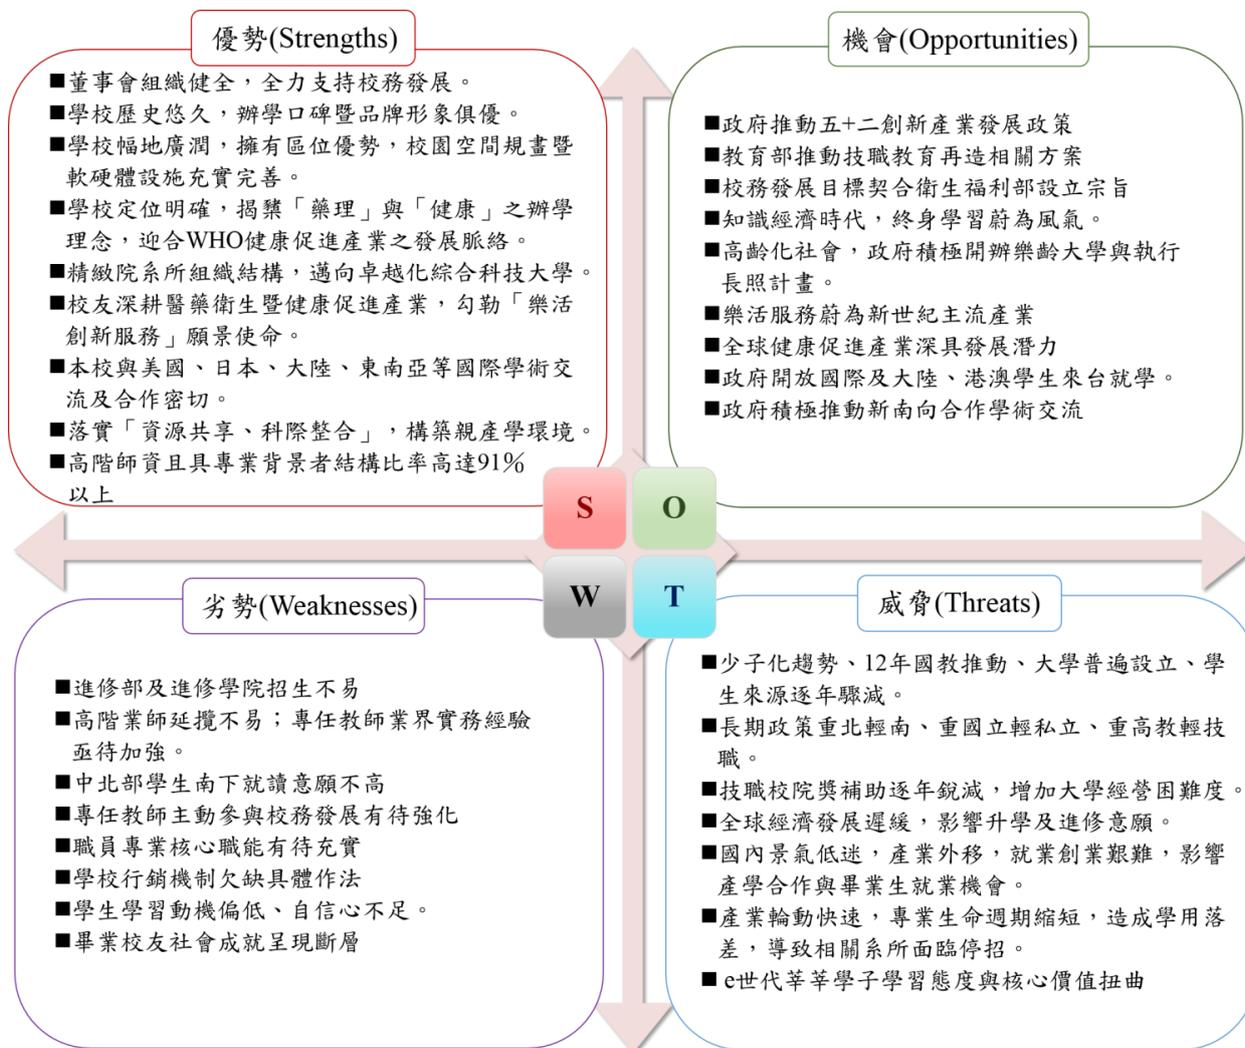 優勢(Strengths)
■董事會組織健全，全力支持校務發展。
■學校歷史悠久，辦學口碑暨品牌形象俱優。
■學校幅地廣潤，擁有區位優勢，校園空間規畫暨
軟硬體設施充實完善。
■學校定位明確，揭櫫「藥理」與「健康」之辦學
理念，迎合WHO健康促進產業之發展脈絡。
■精緻院系所組織結構，邁向卓越化綜合科技大學。
■校友深耕醫藥衛生暨健康促進產業，勾勒「樂活
創新服務」願景使命。
■本校與美國、日本、大陸、東南亞等國際學術交
流及合作密切。
■落實「資源共享、科際整合」，構築親產學環境。
■高階師資且具專業背景者結構比率高達91%
以上
機會(Opportunities)
■政府推動五+二創新產業發展政策
■教育部推動技職教育再造相關方案
■校務發展目標契合衛生福利部設立宗旨
■知識經濟時代，終身學習蔚為風氣。
■高齡化社會，政府積極開辦樂齡大學與執行
長照計畫。
■樂活服務蔚為新世紀主流產業
■全球健康促進產業深具發展潛力
■政府開放國際及大陸、港澳學生來台就學。
■政府積極推動新南向合作學術交流
S
O
W
T
劣勢(Weaknesses)
■進修部及進修學院招生不易
■高階業師延攬不易；專任教師業界實務經驗
亟待加強。
■中北部學生南下就讀意願不高
■專任教師主動參與校務發展有待強化
■職員專業核心職能有待充實
■學校行銷機制欠缺具體作法
■學生學習動機偏低、自信心不足。
■畢業校友社會成就呈現斷層
威脅(Threats)
■少子化趨勢、12年國教推動、大學普遍設立、學
生來源逐年驟減。
■長期政策重北輕南、重國立輕私立、重高教輕技
職。
■技職校院獎補助逐年銳減，增加大學經營困難度。
■全球經濟發展遲緩，影響升學及進修意願。
■國內景氣低迷，產業外移，就業創業艱難，影響
產學合作與畢業生就業機會。
■產業輪動快速，專業生命週期縮短，造成學用落
差，導致相關系所面臨停招。
■ e世代莘莘學子學習態度與核心價值扭曲